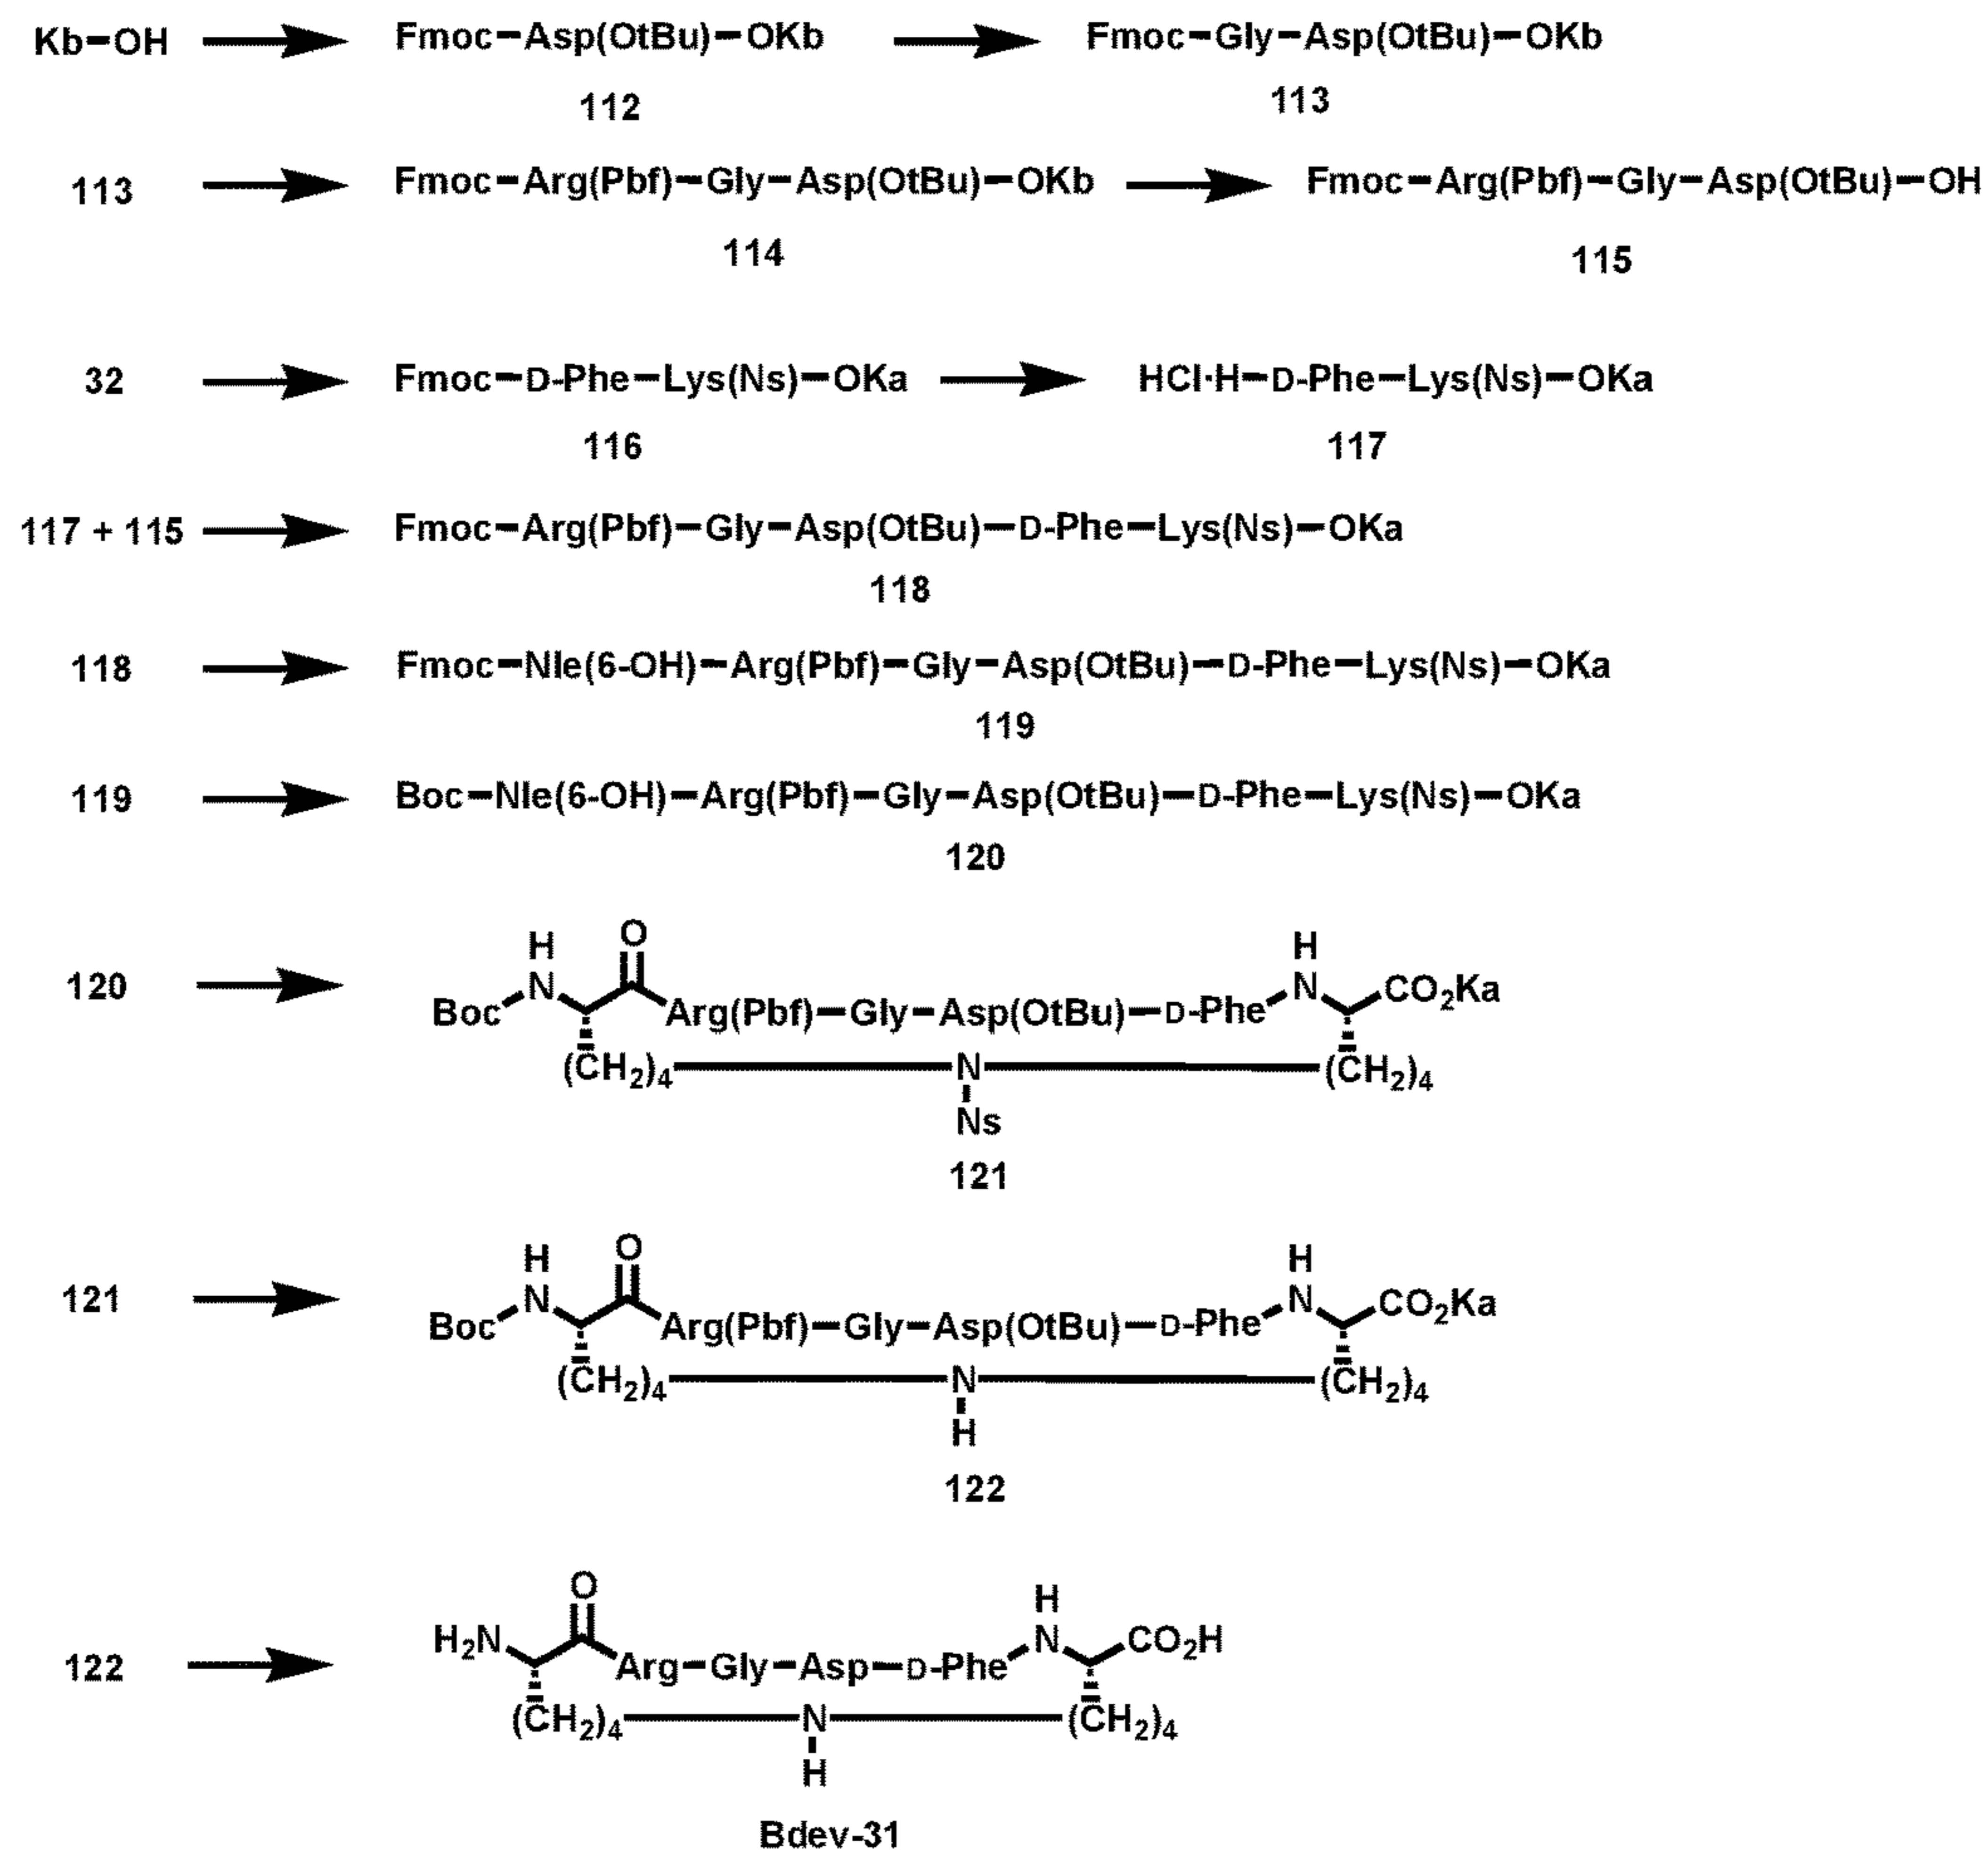 Kb–OH Fmoc–Asp(OtBu)–OKb Fmoc–Gly–Asp(OtBu)–OKb
112 113
113 Fmoc–Arg(Pbf)–Gly–Asp(OtBu)–OKb Fmoc–Arg(Pbf)–Gly–Asp(OtBu)–OH
114 115
32 Fmoc–D-Phe–Lys(Ns)–OKa HCl·H–D-Phe–Lys(Ns)–OKa
116 117
117 + 115 Fmoc–Arg(Pbf)–Gly–Asp(OtBu)–D-Phe–Lys(Ns)–OKa
118
118 Fmoc–Nle(6-OH)–Arg(Pbf)–Gly–Asp(OtBu)–D-Phe–Lys(Ns)–OKa
119
119 Boc–Nle(6-OH)–Arg(Pbf)–Gly–Asp(OtBu)–D-Phe–Lys(Ns)–OKa
120
H O H
120 N N CO₂Ka
Boc Arg(Pbf)–Gly–Asp(OtBu)–D-Phe
(CH₂)₄ N (CH₂)₄
Ns
121
H O H
121 N N CO₂Ka
Boc Arg(Pbf)–Gly–Asp(OtBu)–D-Phe
(CH₂)₄ N (CH₂)₄
H
122
O H
H₂N N CO₂H
122 Arg–Gly–Asp–D-Phe
(CH₂)₄ N (CH₂)₄
H
Bdev-31